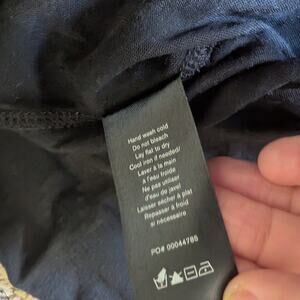 Hand wash cold
Do not bleach
Lay flat to dry
Cool iron if needed/
Laver à la main
à l'eau froide
Ne pas utiliser
d'eau de javel
Laisser sécher à plat
Repasser à froid
si nécessaire
PO# 00044786